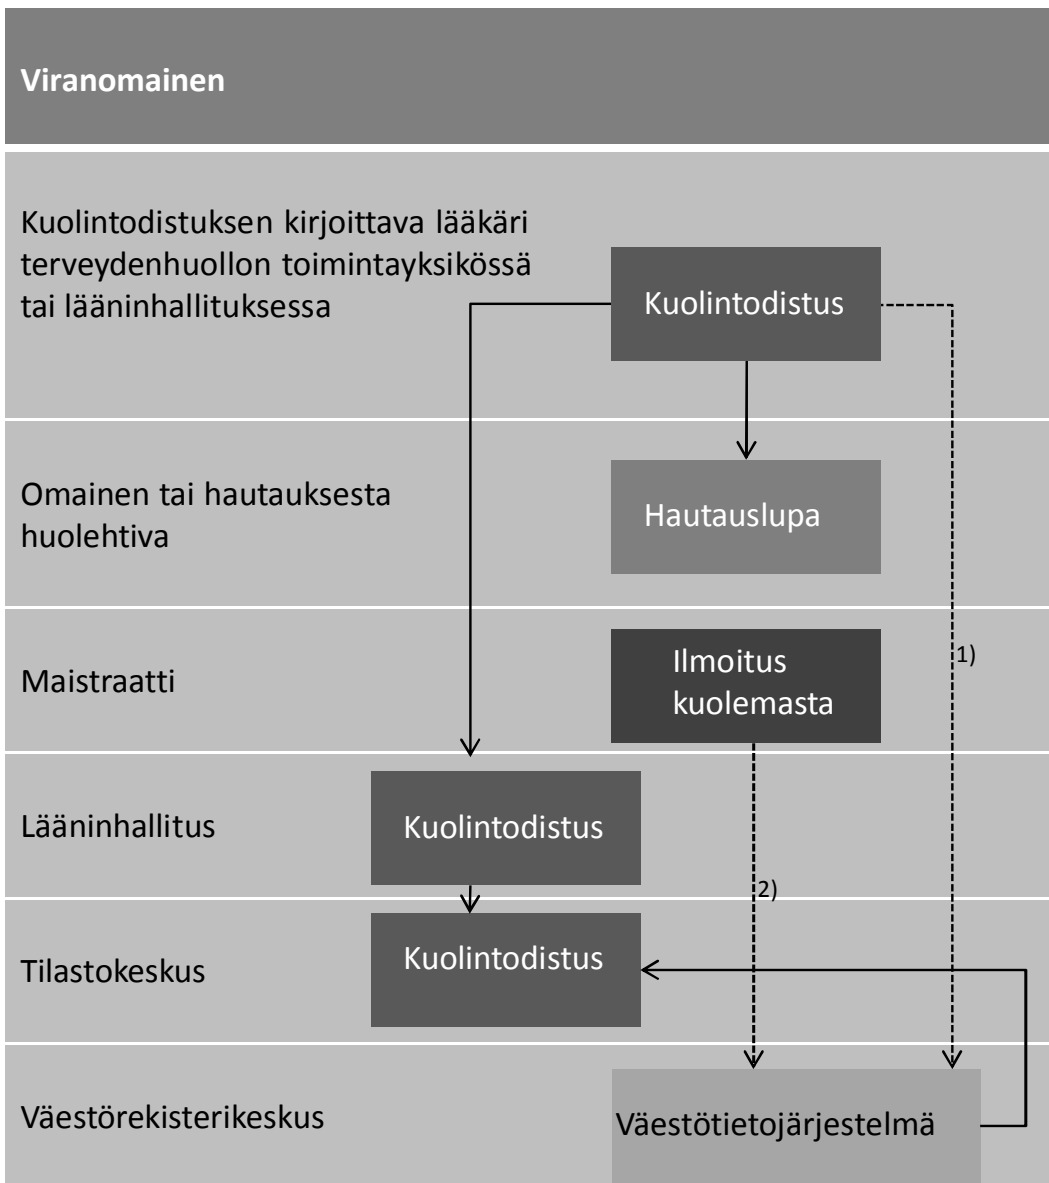 Viranomainen
Kuolintodistuksen kirjoittava lääkäri
terveydenhuollon toimintayksikössä
tai lääninhallituksessa
Kuolintodistus
Omainen tai hautauksesta
huolehtiva
Hautauslupa
Maistraatti
Ilmoitus
kuolemasta
1)
Lääninhallitus
Kuolintodistus
2)
Tilastokeskus
Kuolintodistus
Väestörekisterikeskus
Väestötietojärjestelmä